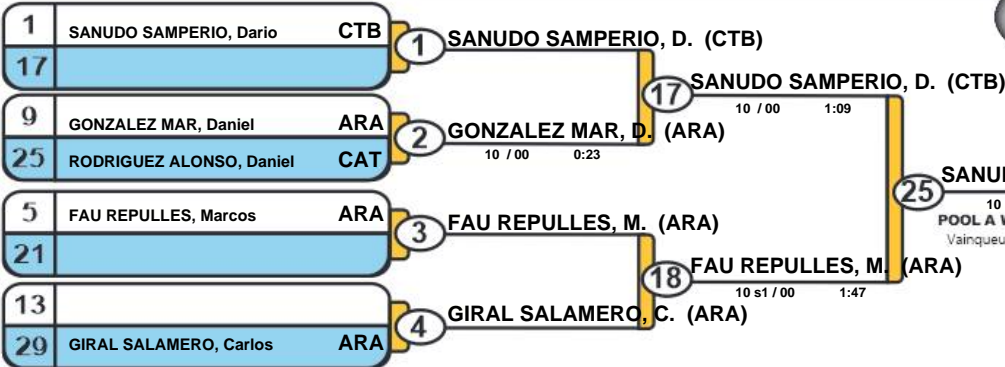 1 SANUDO SAMPERIO, Dario CTB
17
9 GONZALEZ MAR, Daniel ARA
25 RODRIGUEZ ALONSO, Daniel CAT
5 FAU REPULLES, Marcos ARA
21
13
29 GIRAL SALAMERO, Carlos ARA
1 SANUDO SAMPERIO, D. (CTB)
2 GONZALEZ MAR, D. (ARA)
10 / 00 0:23
3 FAU REPULLES, M. (ARA)
4 GIRAL SALAMERO, C. (ARA)
17 SANUDO SAMPERIO, D. (CTB)
10 / 00 1:09
18 FAU REPULLES, M. (ARA)
10 s1 / 00 1:47
25
10
POOL A